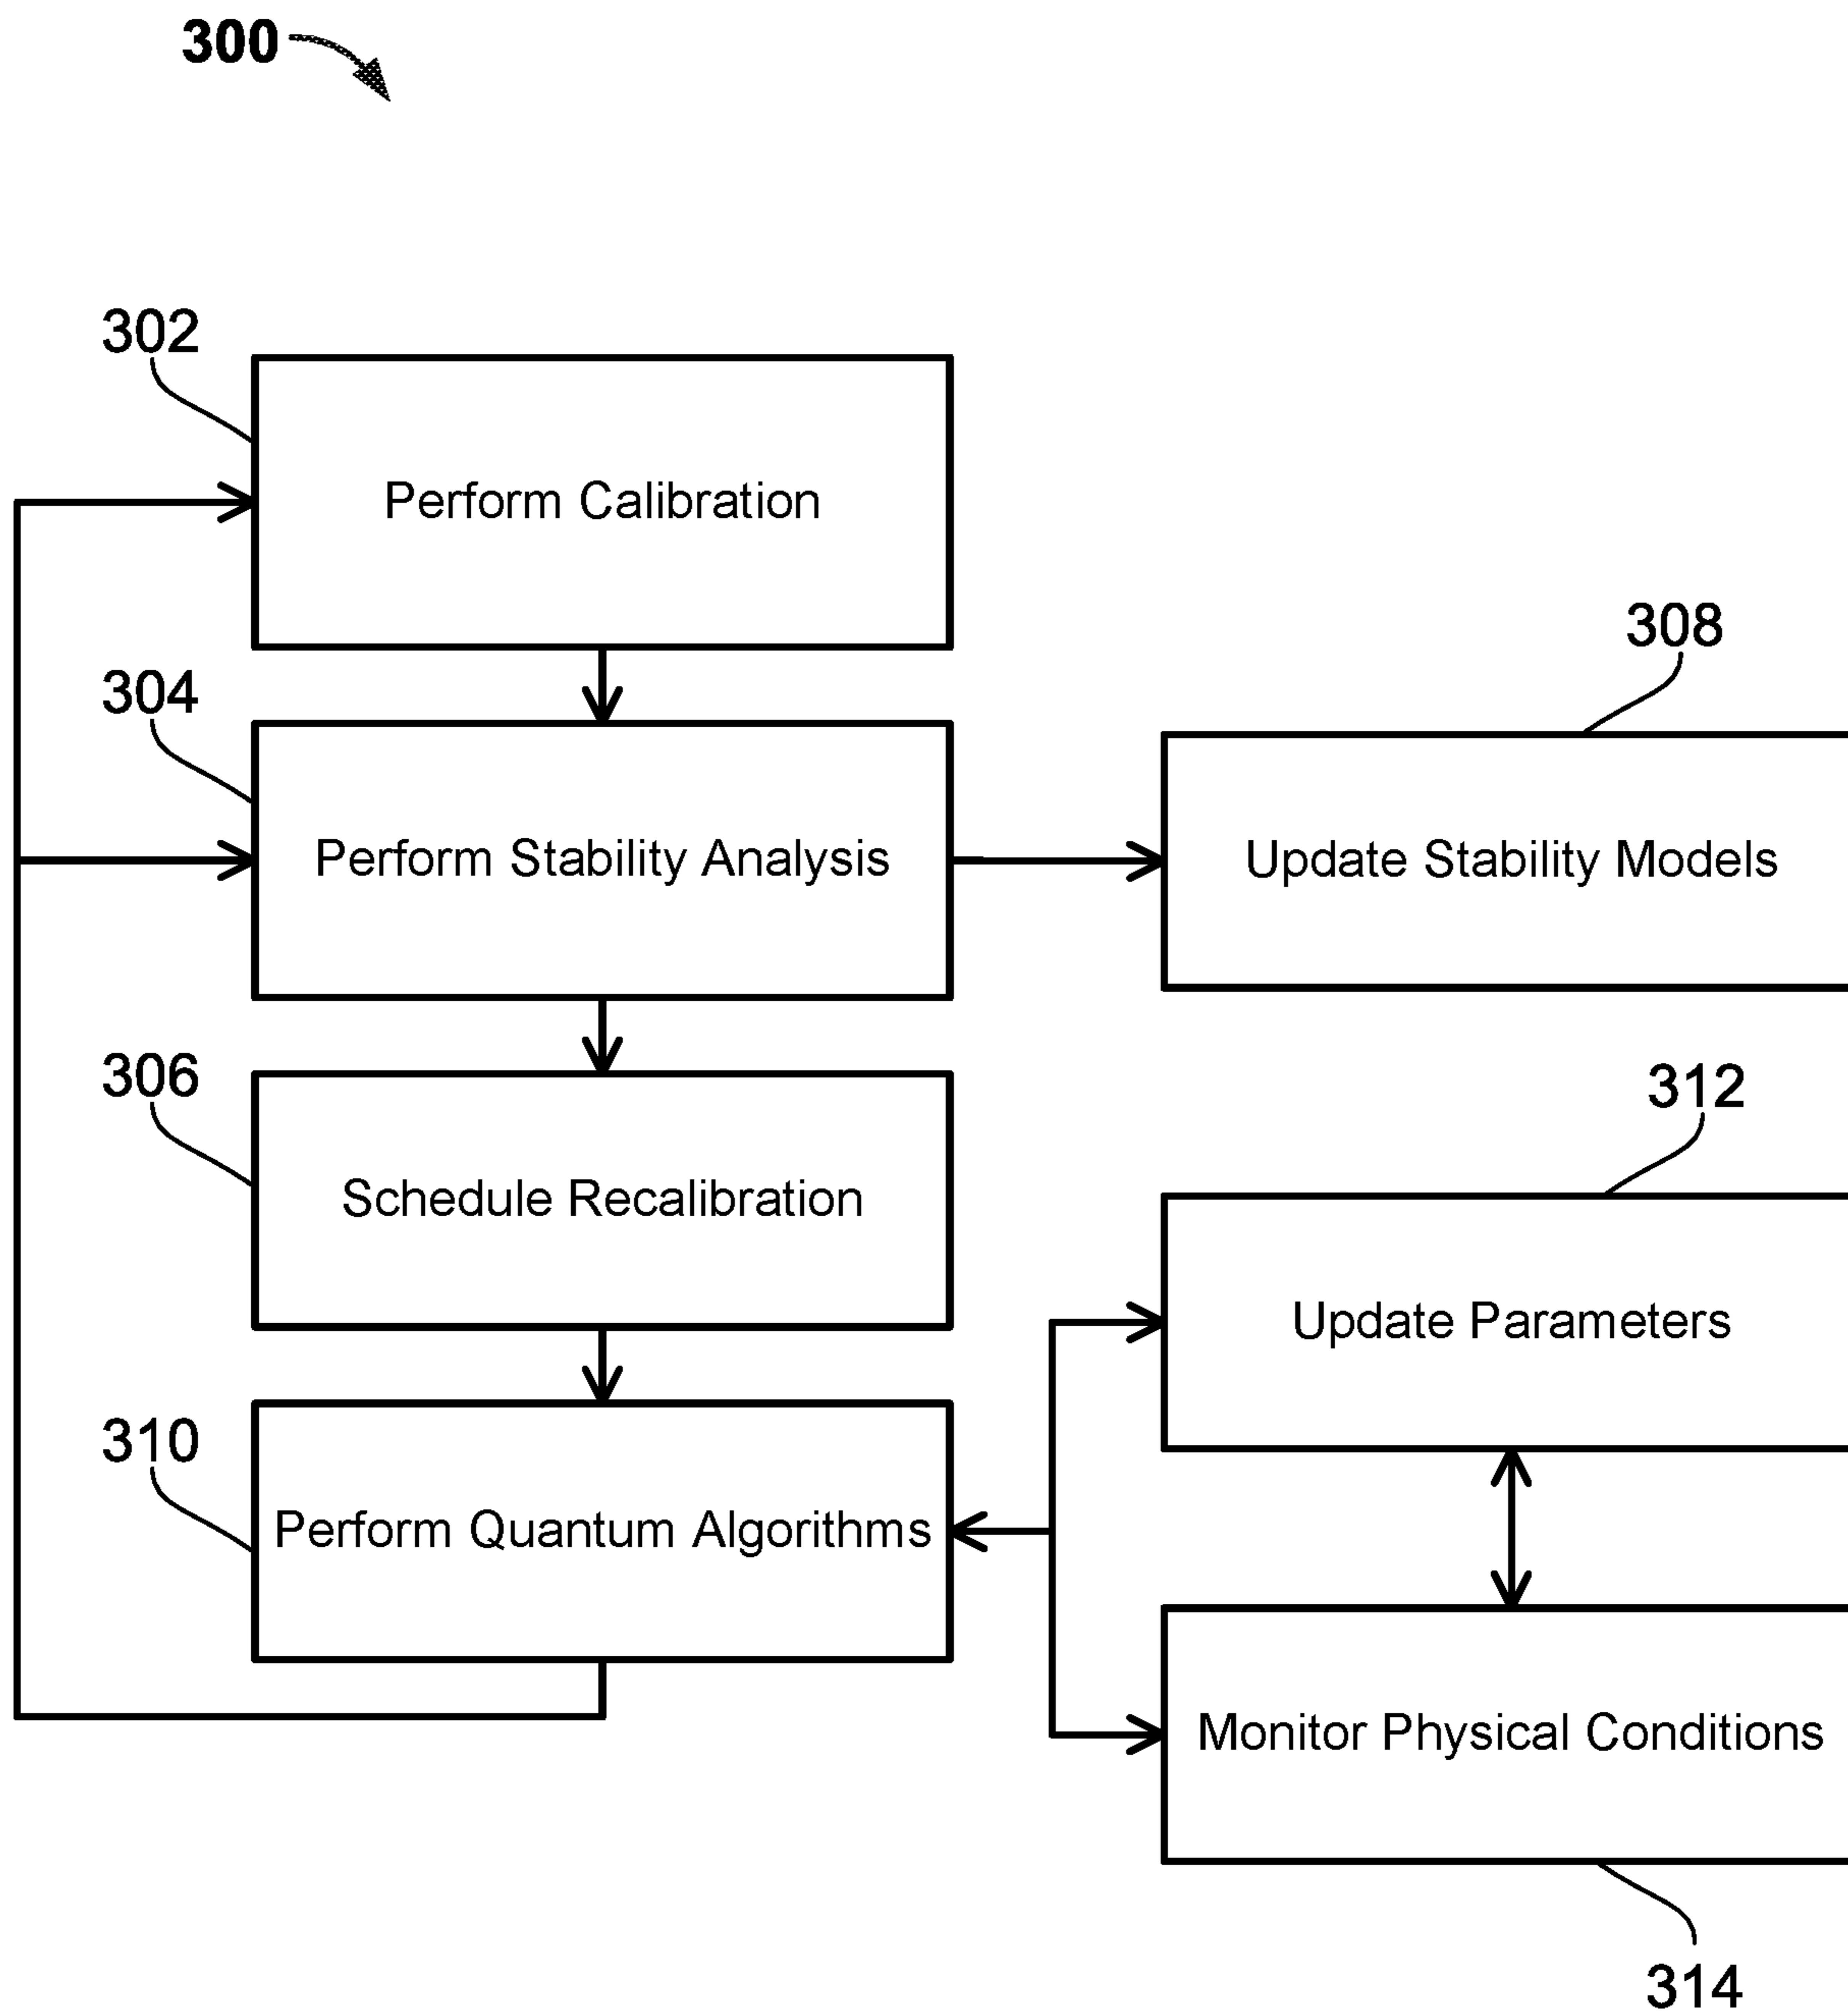 300
302
Perform Calibration
304
308
Perform Stability Analysis
Update Stability Models
306
312
Schedule Recalibration
Update Parameters
310
Perform Quantum Algorithms
Monitor Physical Conditions
314